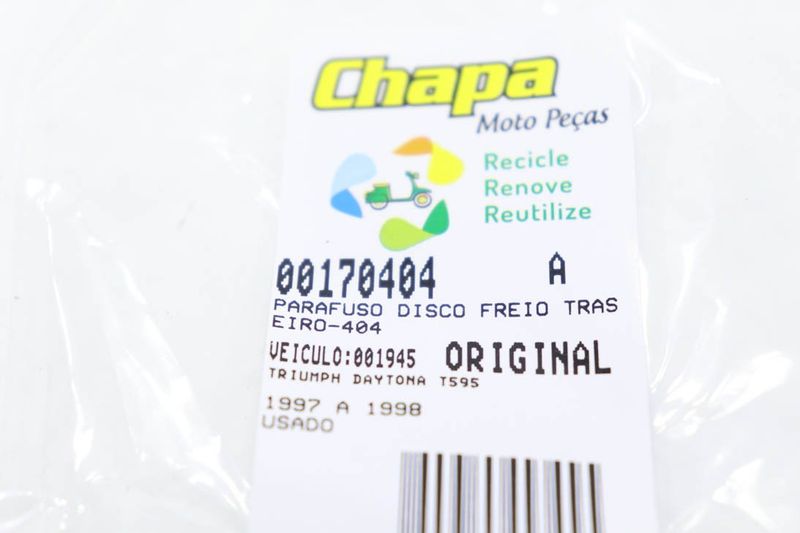 Chapa
Moto Peças
Recicle
Renove
Reutilize
00170404 A
PARAFUSO DISCO FREIO TRAS
EIRO-404
VEICULO:001945 ORIGINAL
TRIUMPH DAYTONA T595
1997 A 1998
USADO